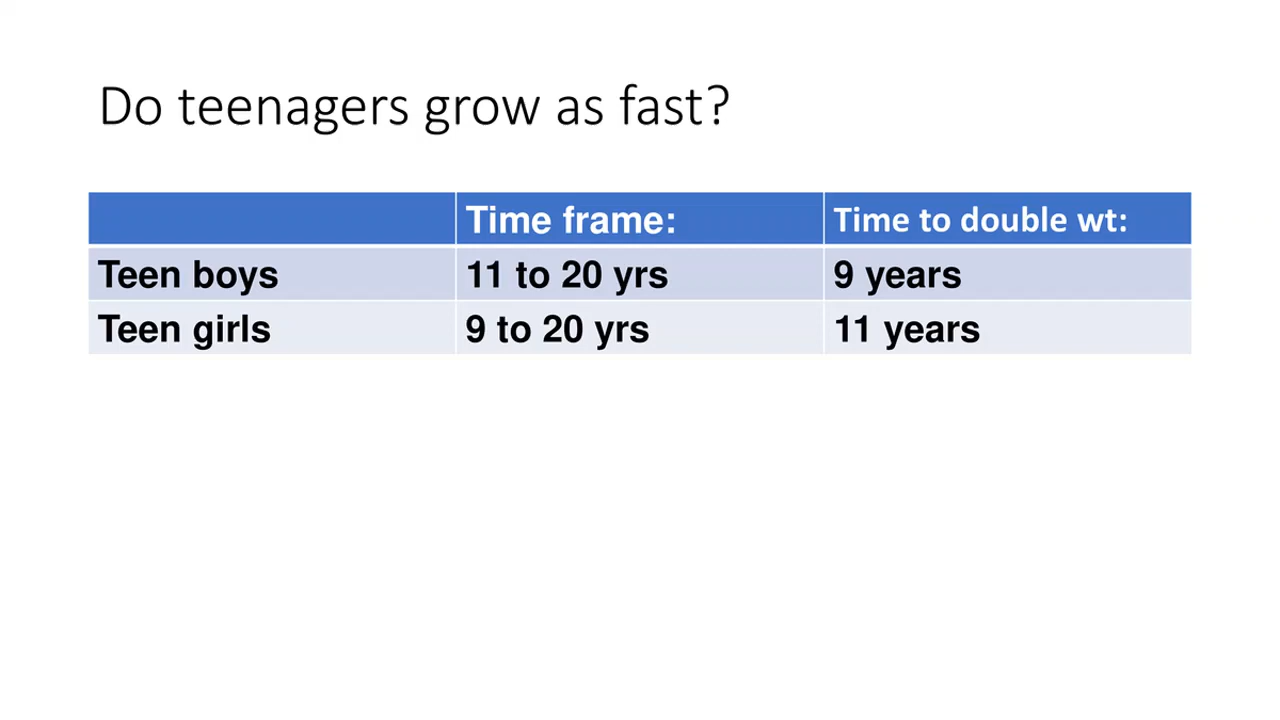 Do teenagers grow as fast?
Time frame: Time to double wt:
Teen boys 11 to 20 yrs 9 years
Teen girls 9 to 20 yrs 11 years